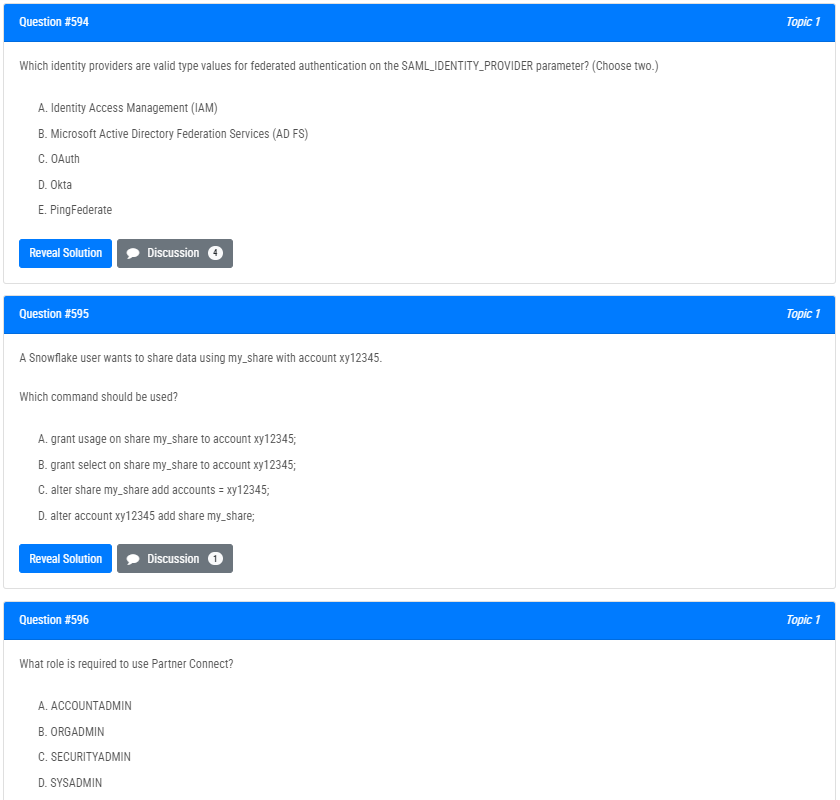 Question #594
Topic 1
Which identity providers are valid type values for federated authentication on the SAML_IDENTITY_PROVIDER parameter? (Choose two.)
A. Identity Access Management (IAM)
B. Microsoft Active Directory Federation Services (AD FS)
C. OAuth
D. Okta
E. PingFederate
Reveal Solution
Discussion 4
Question #595
Topic 1
A Snowflake user wants to share data using my_share with account xy12345.
Which command should be used?
A. grant usage on share my_share to account xy12345;
B. grant select on share my_share to account xy12345;
C. alter share my_share add accounts = xy12345;
D. alter account xy12345 add share my_share;
Reveal Solution
Discussion 1
Question #596
Topic 1
What role is required to use Partner Connect?
A. ACCOUNTADMIN
B. ORGADMIN
C. SECURITYADMIN
D. SYSADMIN